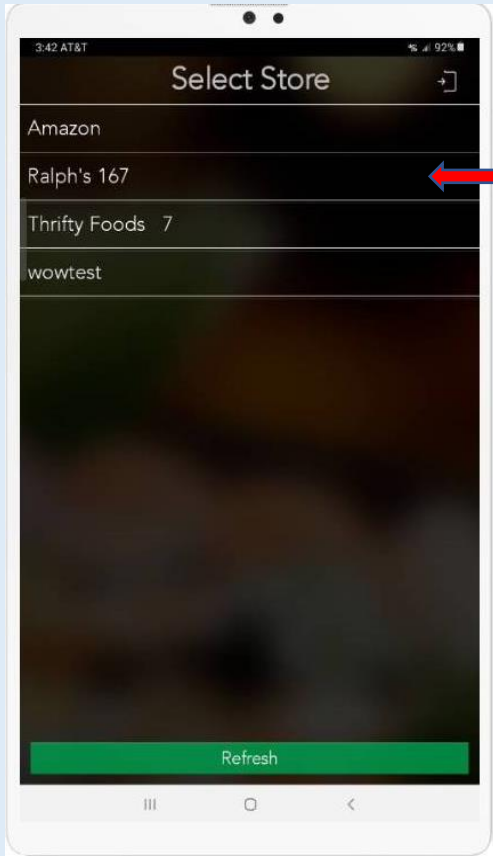 3:42 AT&T 92%
Select Store
Amazon
Ralph's 167
Thrifty Foods 7
wowtest
Refresh